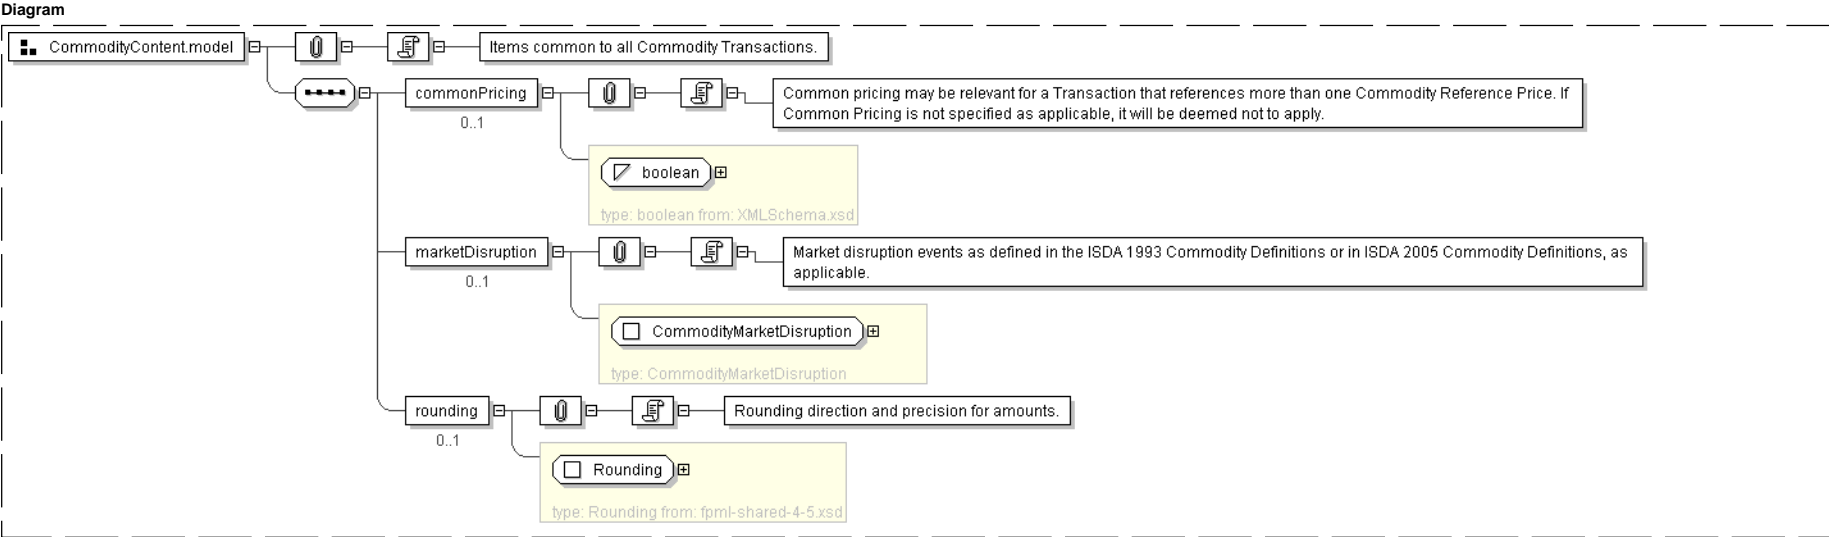 Diagram
CommodityContent.model
Items common to all Commodity Transactions.
commonPricing
Common pricing may be relevant for a Transaction that references more than one Commodity Reference Price. If
Common Pricing is not specified as applicable, it will be deemed not to apply.
0..1
boolean
type: boolean from: XMLSchema.xsd
marketDisruption
Market disruption events as defined in the ISDA 1993 Commodity Definitions or in ISDA 2005 Commodity Definitions, as
applicable.
0..1
CommodityMarketDisruption
type: CommodityMarketDisruption
rounding
Rounding direction and precision for amounts.
0..1
Rounding
type: Rounding from: fpml-shared-4-5.xsd